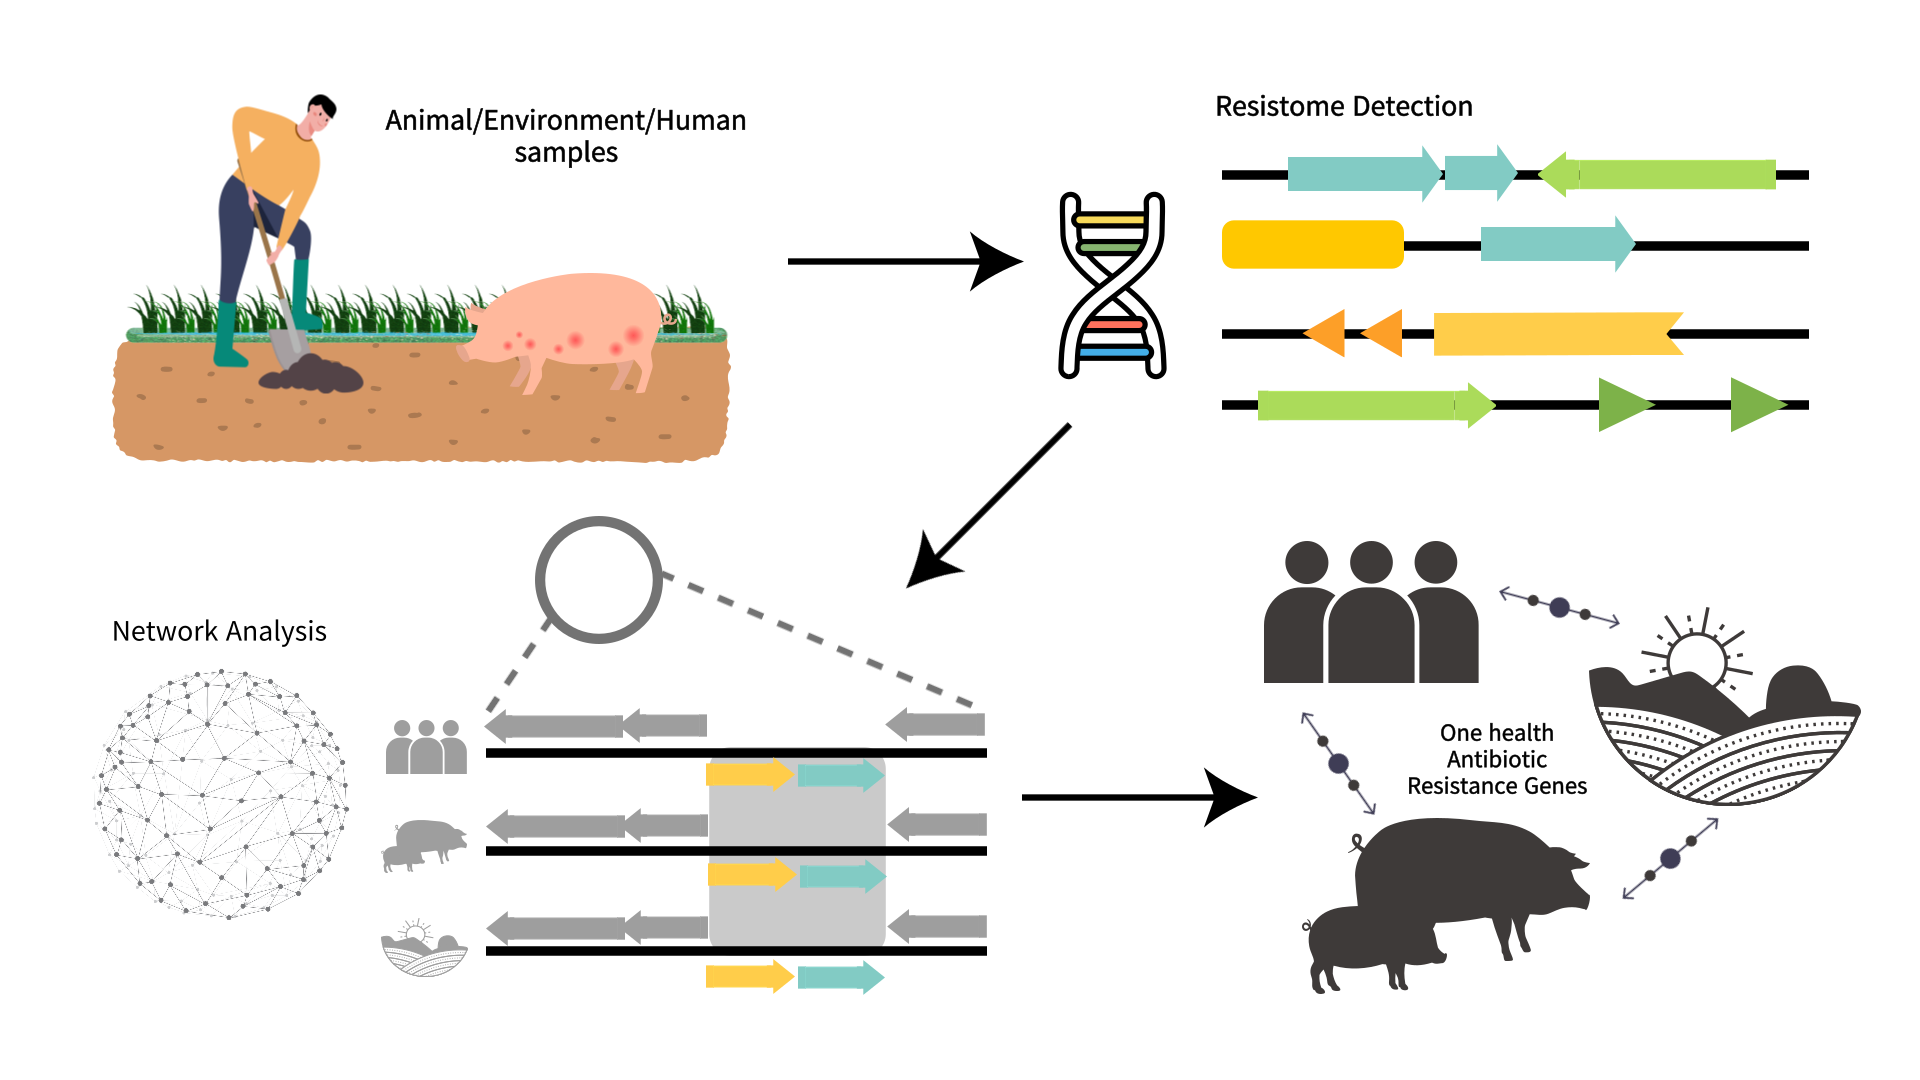 Animal/Environment/Human
samples
Resistome Detection
Network Analysis
One health
Antibiotic
Resistance Genes